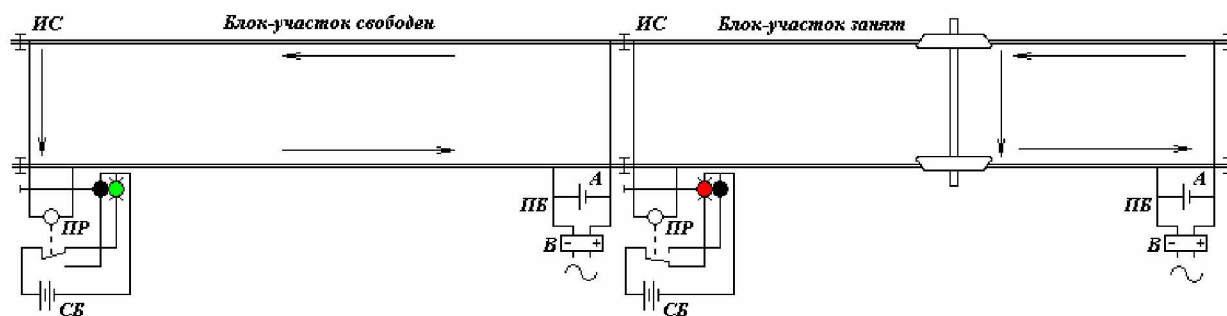 ИС
Блок-участок свободен
ИС
Блок-участок занят
А
ПБ
ПР
В
- +
СБ
А
ПБ
ПР
В
- +
СБ